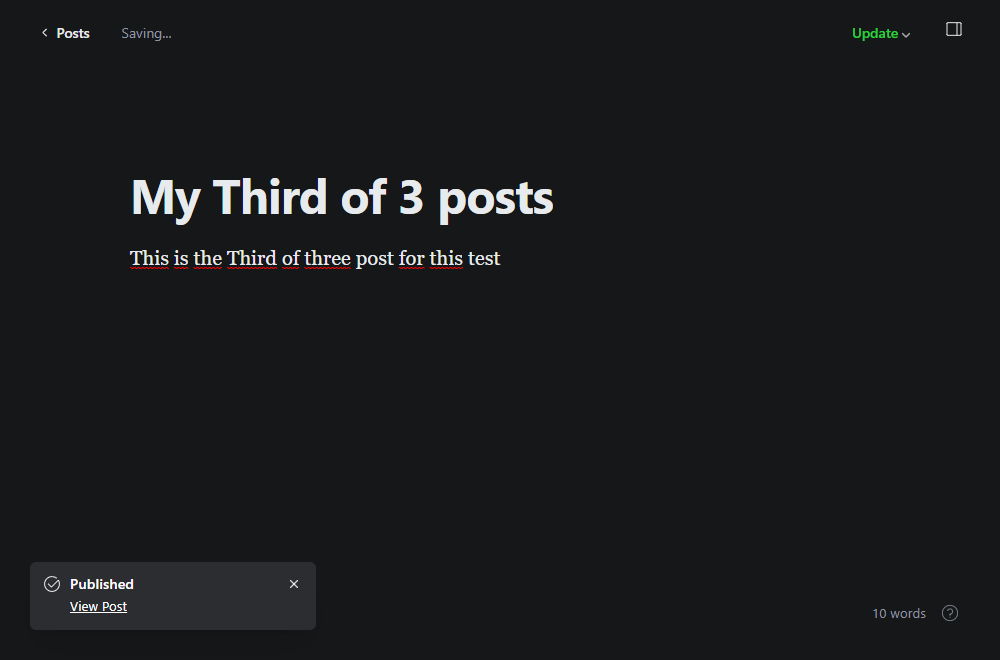 Posts
Saving...
Update
My Third of 3 posts
This is the Third of three post for this test
Published
View Post
10 words